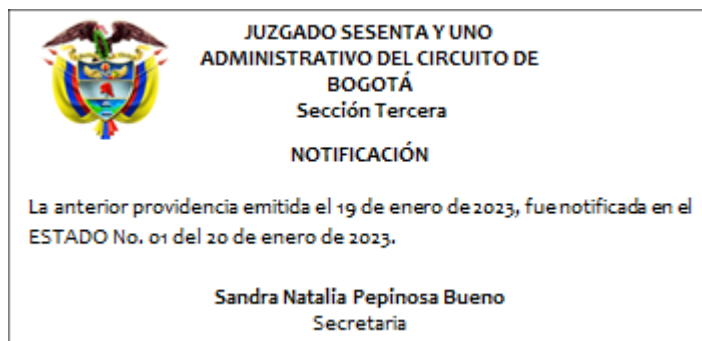 JUZGADO SESENTA Y UNO
ADMINISTRATIVO DEL CIRCUITO DE
BOGOTÁ
Sección Tercera
NOTIFICACIÓN
La anterior providencia emitida el 19 de enero de 2023, fue notificada en el
ESTADO No. 01 del 20 de enero de 2023.
Sandra Natalia Pepinosa Bueno
Secretaria